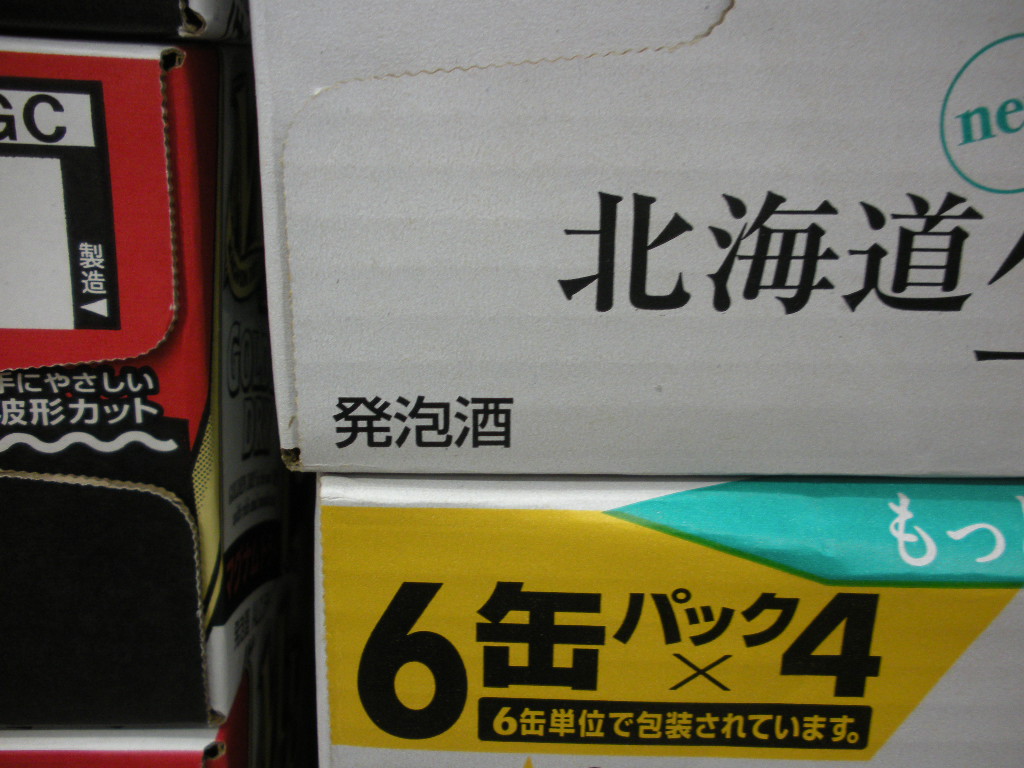 GC
製造
手にやさしい
波形カット
ne
北海道
発泡酒
もっ
6缶パック×4
6缶単位で包装されています。